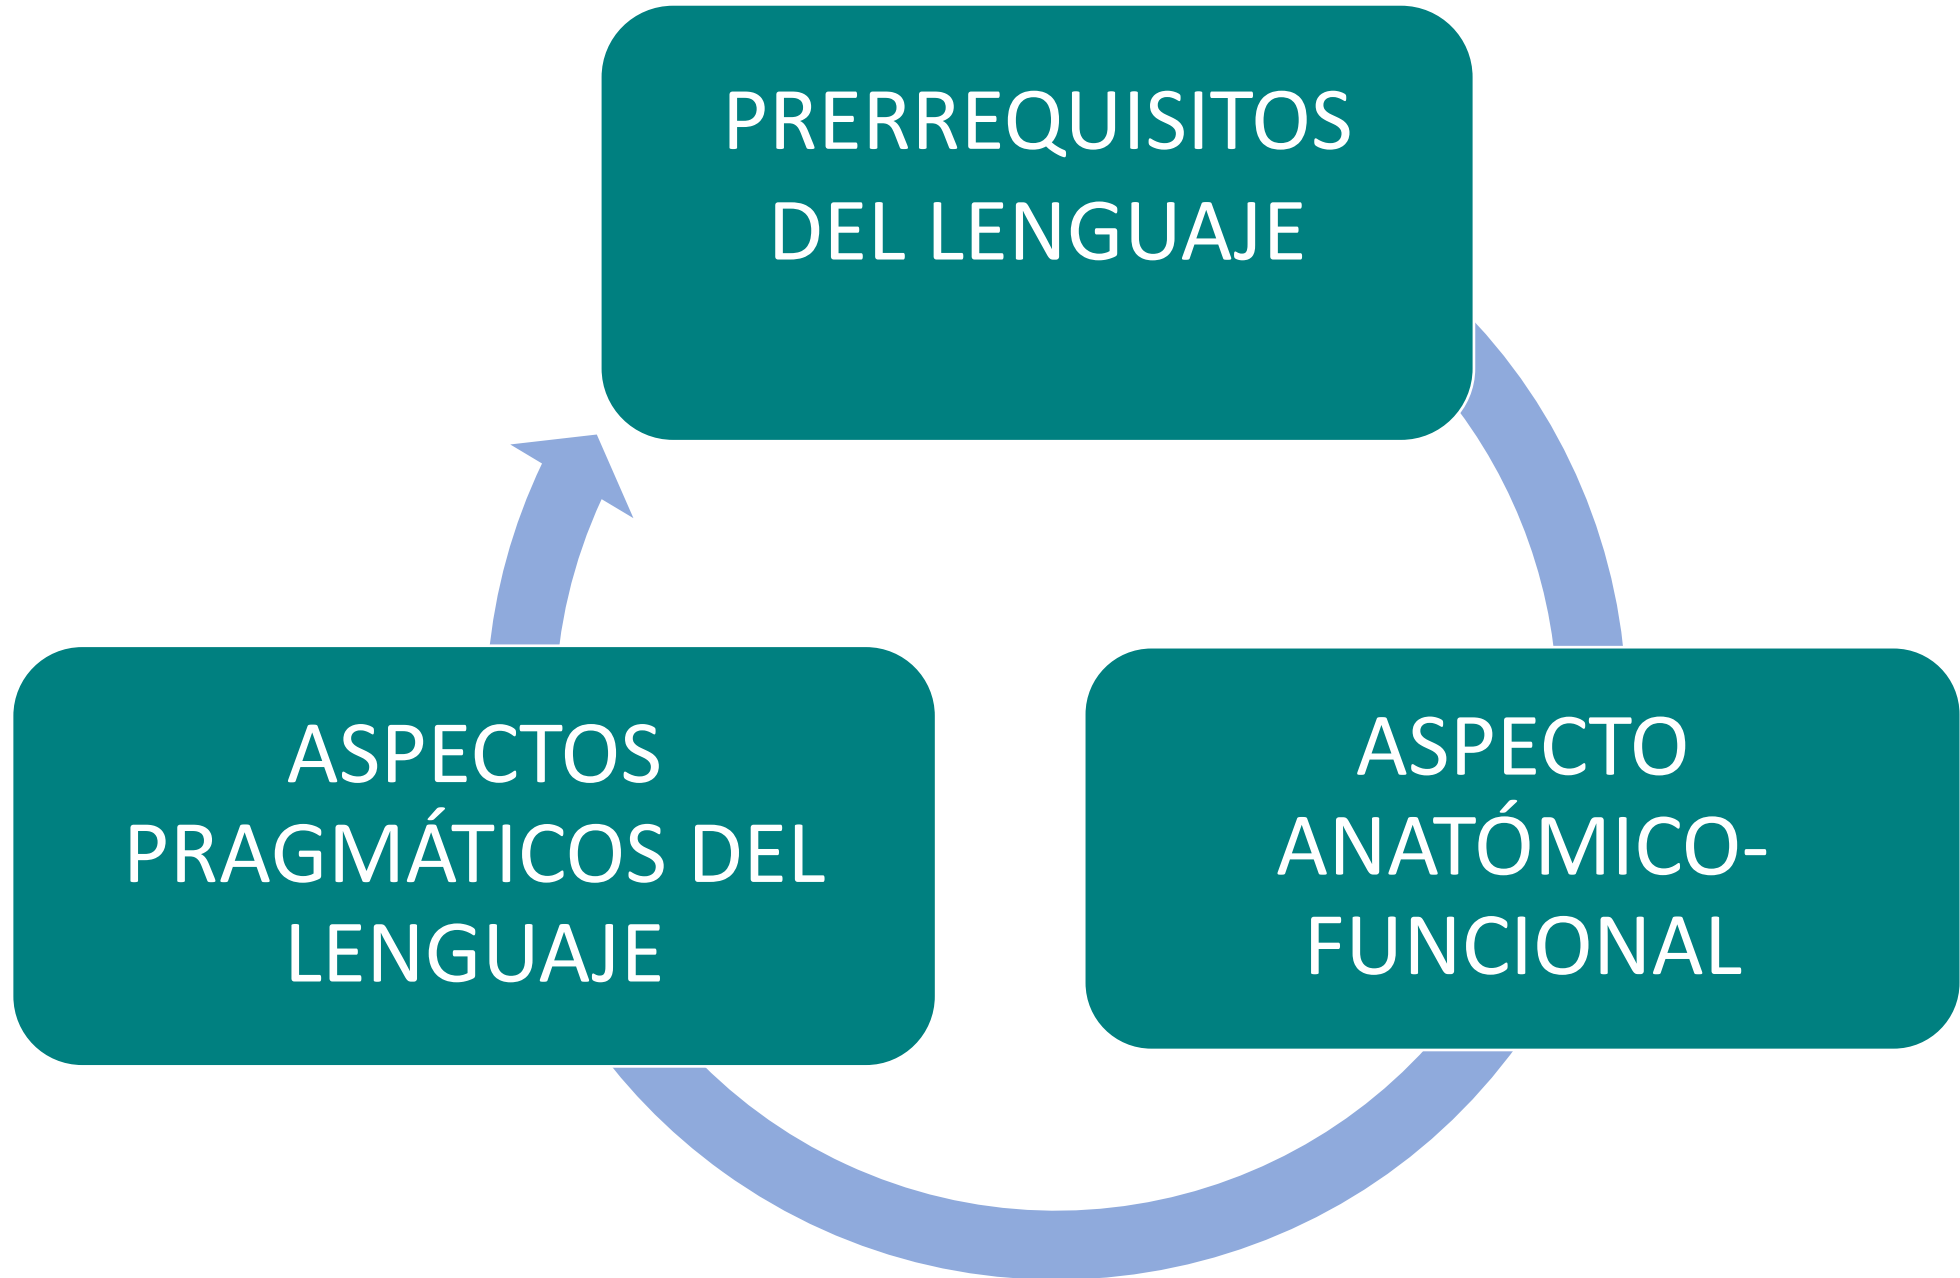 PRERREQUISITOS
DEL LENGUAJE
ASPECTO
ANATÓMICO-
FUNCIONAL
ASPECTOS
PRAGMÁTICOS DEL
LENGUAJE